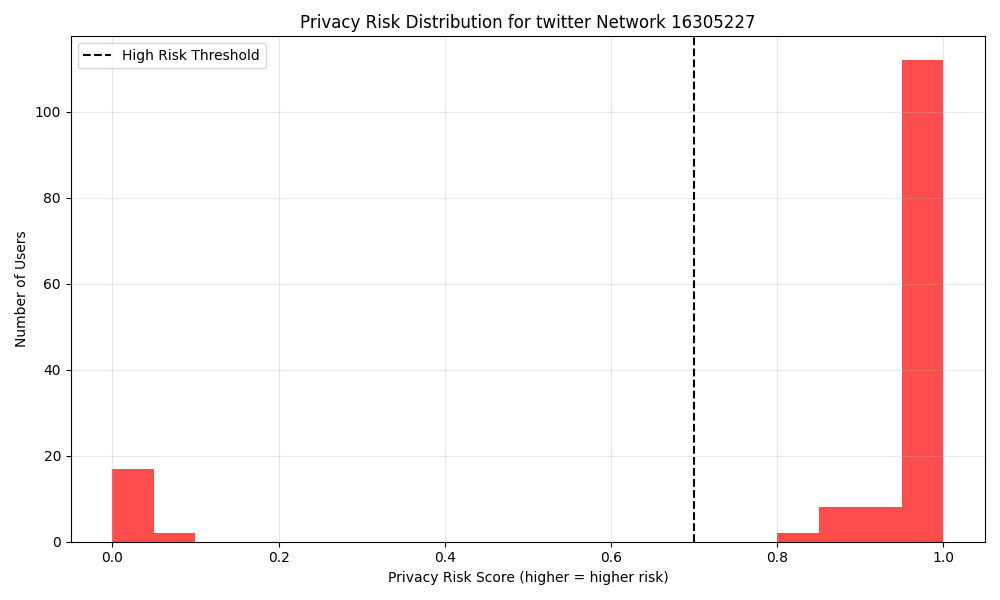 Privacy Risk Distribution for twitter Network 16305227
High Risk Threshold
Number of Users
100
80
60
40
20
0
0.0 0.2 0.4 0.6 0.8 1.0
Privacy Risk Score (higher = higher risk)